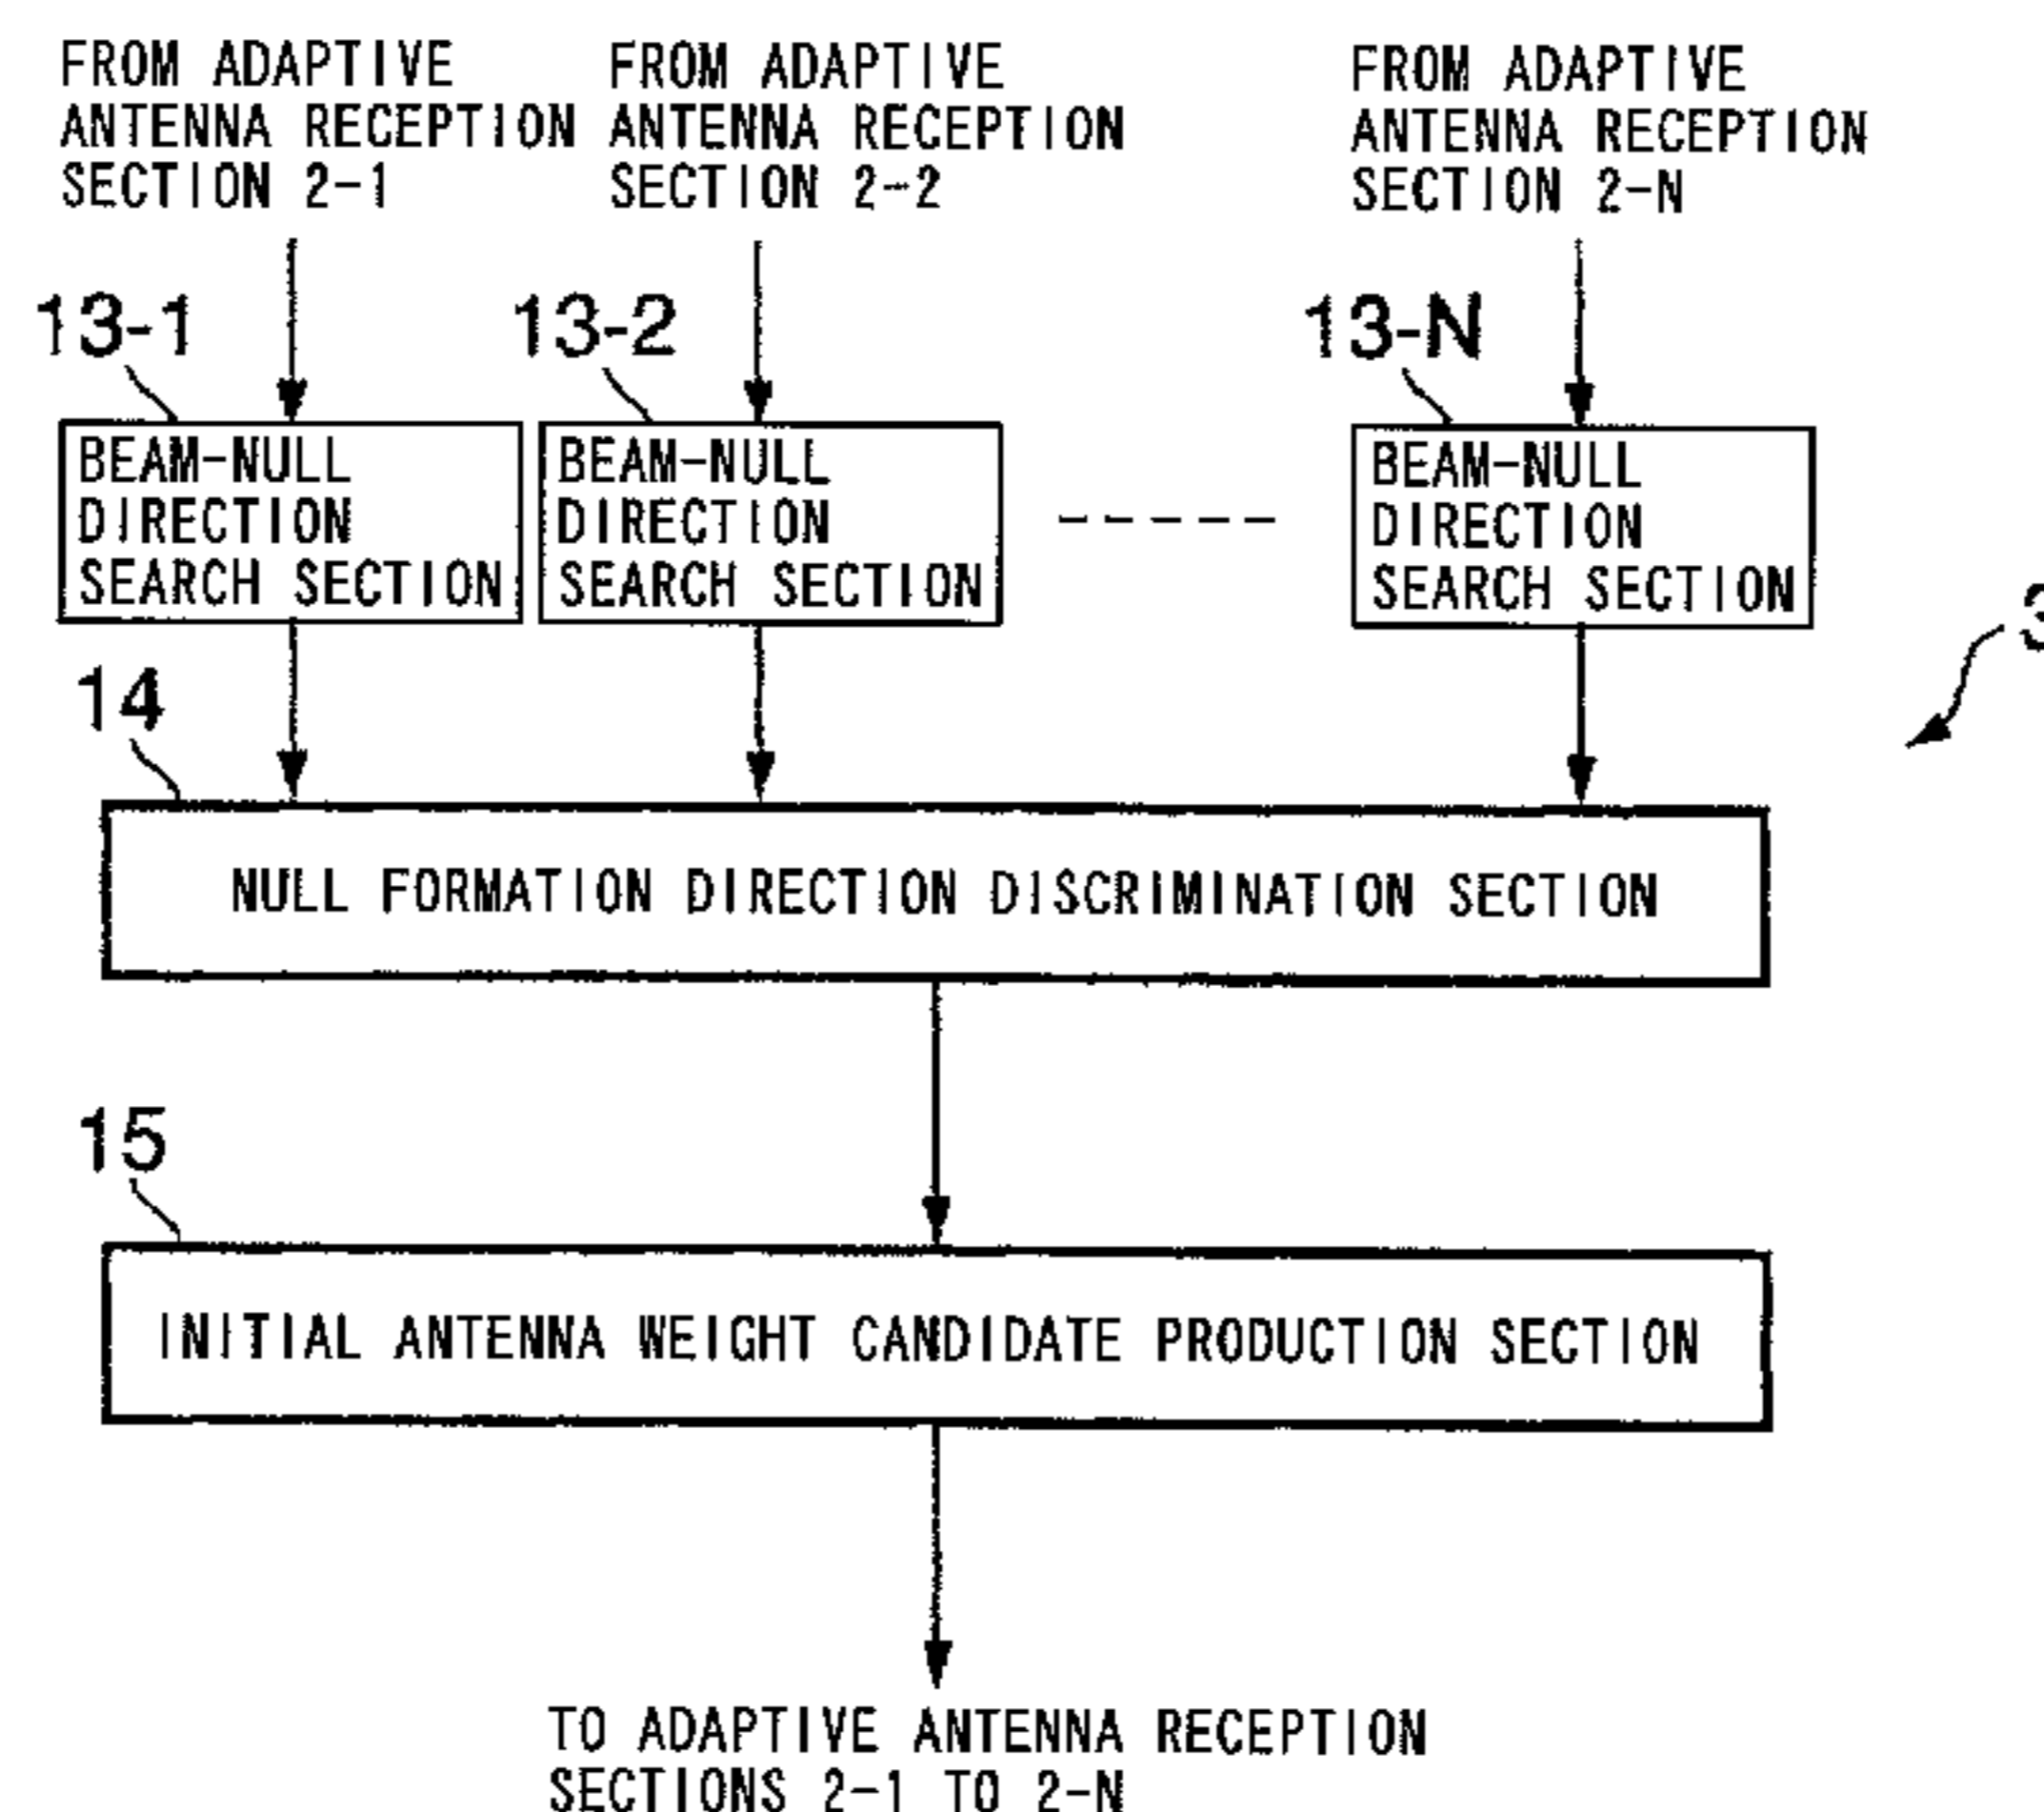 FROM ADAPTIVE
ANTENNA RECEPTION
SECTION 2-1
FROM ADAPTIVE
ANTENNA RECEPTION
SECTION 2-2
FROM ADAPTIVE
ANTENNA RECEPTION
SECTION 2-N
13-1
13-2
13-N
BEAM-NULL
DIRECTION
SEARCH SECTION
BEAM-NULL
DIRECTION
SEARCH SECTION
BEAM-NULL
DIRECTION
SEARCH SECTION
3
14
NULL FORMATION DIRECTION DISCRIMINATION SECTION
15
INITIAL ANTENNA WEIGHT CANDIDATE PRODUCTION SECTION
TO ADAPTIVE ANTENNA RECEPTION
SECTIONS 2-1 TO 2-N